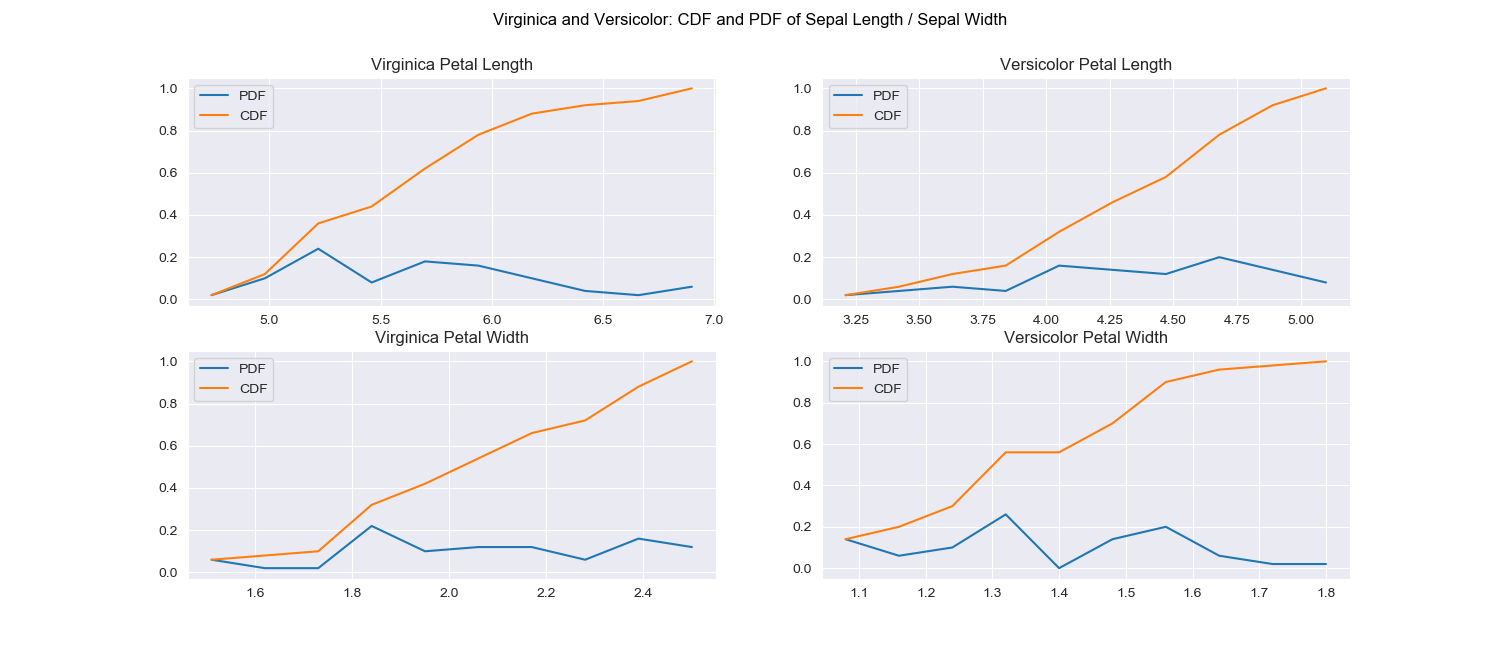 Virginica and Versicolor: CDF and PDF of Sepal Length / Sepal Width
Virginica Petal Length
1.0
0.8
0.6
0.4
0.2
0.0
PDF
CDF
5.0 5.5 6.0 6.5 7.0
Versicolor Petal Length
1.0
0.8
0.6
0.4
0.2
0.0
PDF
CDF
3.25 3.50 3.75 4.00 4.25 4.50 4.75 5.00
Virginica Petal Width
1.0
0.8
0.6
0.4
0.2
0.0
PDF
CDF
1.6 1.8 2.0 2.2 2.4
Versicolor Petal Width
1.0
0.8
0.6
0.4
0.2
0.0
PDF
CDF
1.1 1.2 1.3 1.4 1.5 1.6 1.7 1.8